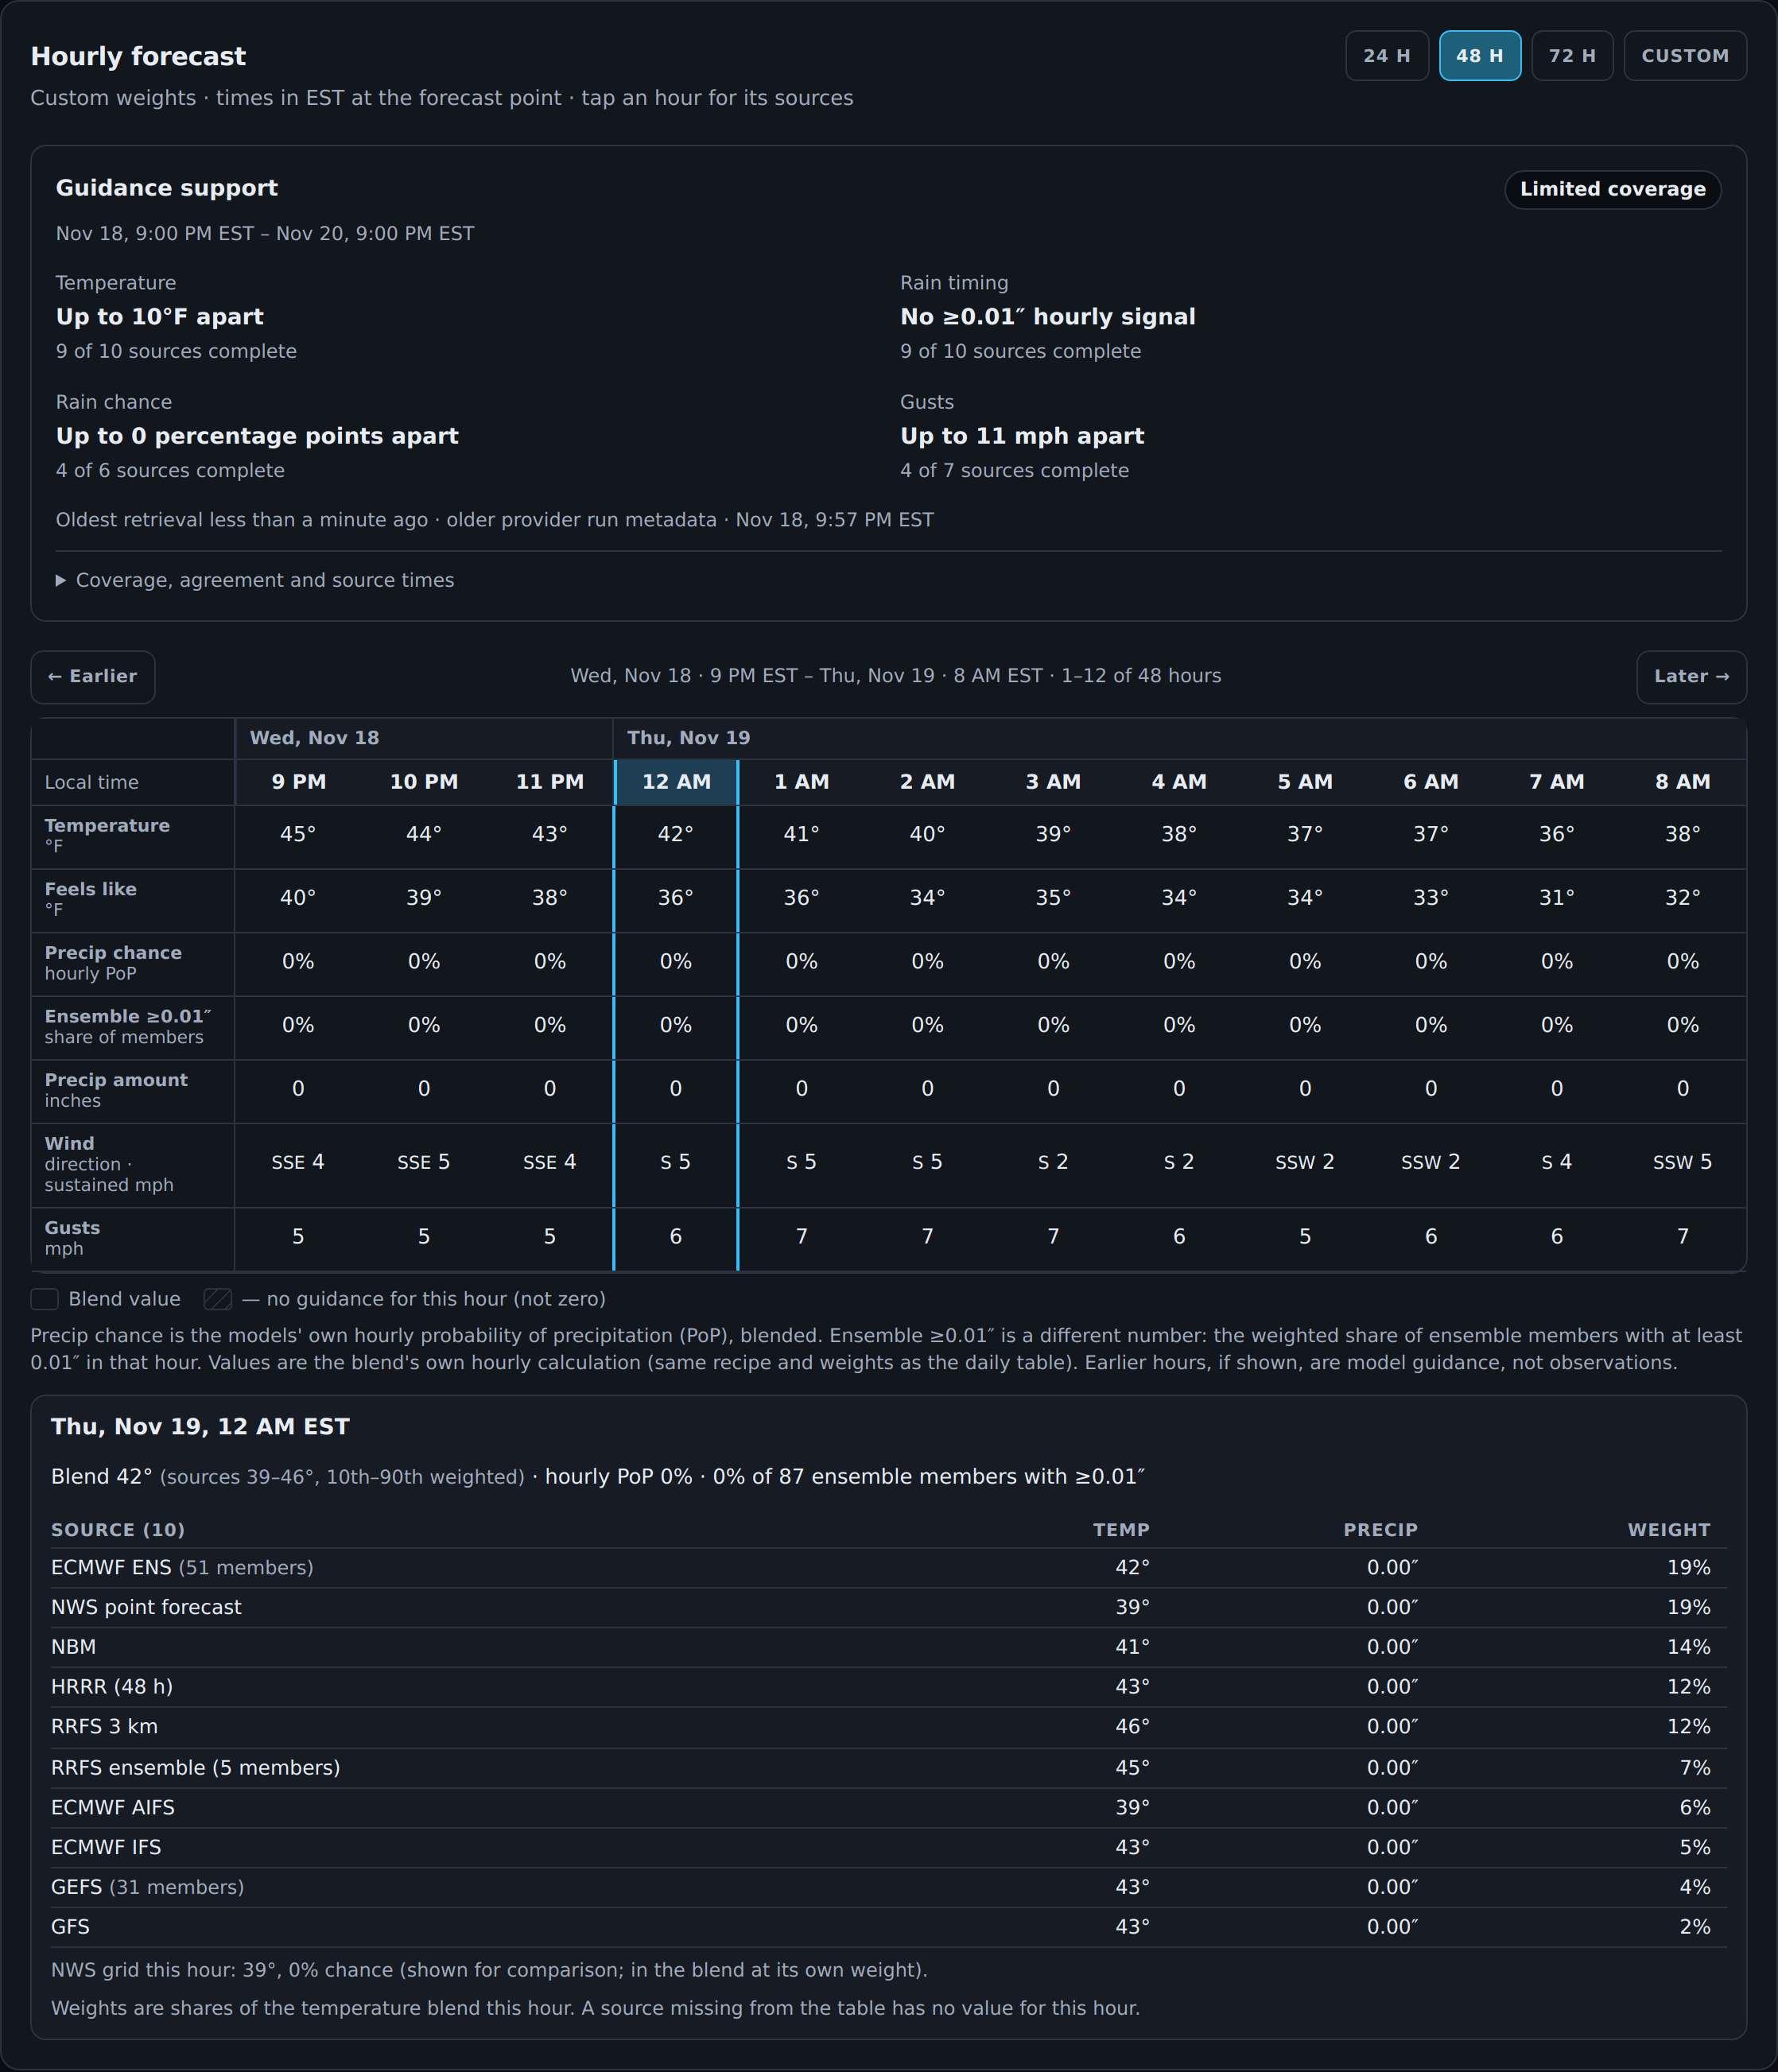 Hourly forecast
24 H 48 H 72 H CUSTOM
Custom weights · times in EST at the forecast point · tap an hour for its sources
Guidance support
Limited coverage
Nov 18, 9:00 PM EST – Nov 20, 9:00 PM EST
Temperature
Up to 10°F apart
9 of 10 sources complete
Rain timing
No ≥0.01″ hourly signal
9 of 10 sources complete
Rain chance
Up to 0 percentage points apart
4 of 6 sources complete
Gusts
Up to 11 mph apart
4 of 7 sources complete
Oldest retrieval less than a minute ago · older provider run metadata · Nov 18, 9:57 PM EST
▶ Coverage, agreement and source times
← Earlier
Wed, Nov 18 · 9 PM EST – Thu, Nov 19 · 8 AM EST · 1–12 of 48 hours
Later →
Wed, Nov 18 Thu, Nov 19
Local time 9 PM 10 PM 11 PM 12 AM 1 AM 2 AM 3 AM 4 AM 5 AM 6 AM 7 AM 8 AM
Temperature
°F
45° 44° 43° 42° 41° 40° 39° 38° 37° 37° 36° 38°
Feels like
°F
40° 39° 38° 36° 36° 34° 35° 34° 34° 33° 31° 32°
Precip chance
hourly PoP
0% 0% 0% 0% 0% 0% 0% 0% 0% 0% 0% 0%
Ensemble ≥0.01″
share of members
0% 0% 0% 0% 0% 0% 0% 0% 0% 0% 0% 0%
Precip amount
inches
0 0 0 0 0 0 0 0 0 0 0 0
Wind
direction ·
sustained mph
SSE 4 SSE 5 SSE 4 S 5 S 5 S 5 S 2 S 2 SSW 2 SSW 2 S 4 SSW 5
Gusts
mph
5 5 5 6 7 7 7 6 5 6 6 7
Blend value — no guidance for this hour (not zero)
Precip chance is the models' own hourly probability of precipitation (PoP), blended. Ensemble ≥0.01″ is a different number: the weighted share of ensemble members with at least
0.01″ in that hour. Values are the blend's own hourly calculation (same recipe and weights as the daily table). Earlier hours, if shown, are model guidance, not observations.
Thu, Nov 19, 12 AM EST
Blend 42° (sources 39–46°, 10th–90th weighted) · hourly PoP 0% · 0% of 87 ensemble members with ≥0.01″
SOURCE (10) TEMP PRECIP WEIGHT
ECMWF ENS (51 members) 42° 0.00″ 19%
NWS point forecast 39° 0.00″ 19%
NBM 41° 0.00″ 14%
HRRR (48 h) 43° 0.00″ 12%
RRFS 3 km 46° 0.00″ 12%
RRFS ensemble (5 members) 45° 0.00″ 7%
ECMWF AIFS 39° 0.00″ 6%
ECMWF IFS 43° 0.00″ 5%
GEFS (31 members) 43° 0.00″ 4%
GFS 43° 0.00″ 2%
NWS grid this hour: 39°, 0% chance (shown for comparison; in the blend at its own weight).
Weights are shares of the temperature blend this hour. A source missing from the table has no value for this hour.